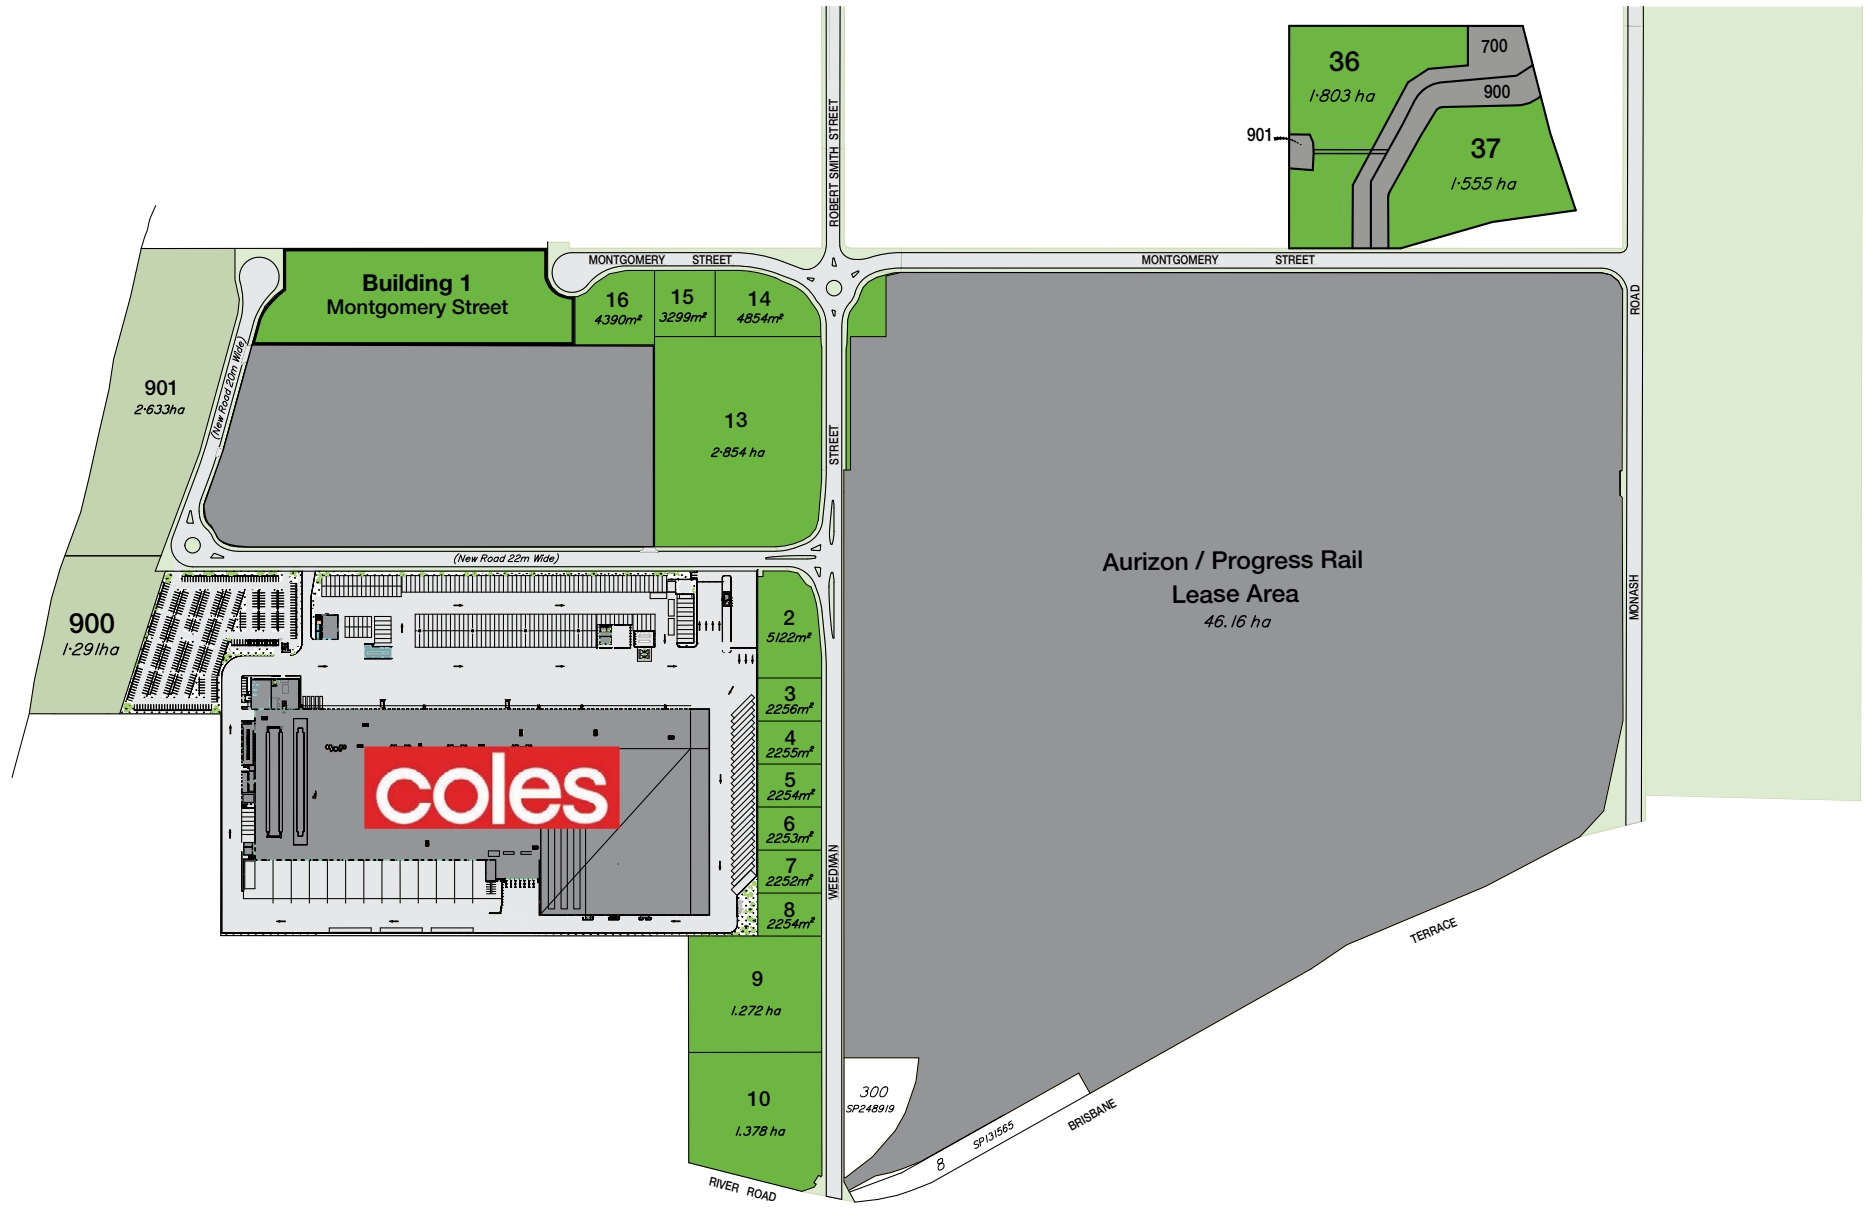 36
1·803 ha
700
900
901
37
1·555 ha
ROBERT SMITH STREET
MONTGOMERY STREET
MONTGOMERY STREET
Building 1
Montgomery Street
16
4390m²
15
3299m²
14
4854m²
ROAD
MONASH
(New Road 20m Wide)
901
2·633ha
13
2·854 ha
STREET
WEEDMAN
(New Road 22m Wide)
Aurizon / Progress Rail
Lease Area
46.16 ha
900
1·291ha
2
5122m²
3
2256m²
4
2255m²
5
2254m²
6
2253m²
7
2252m²
8
2254m²
coles
9
1.272 ha
10
1.378 ha
TERRACE
BRISBANE
300
SP248919
8 SP131565
RIVER ROAD